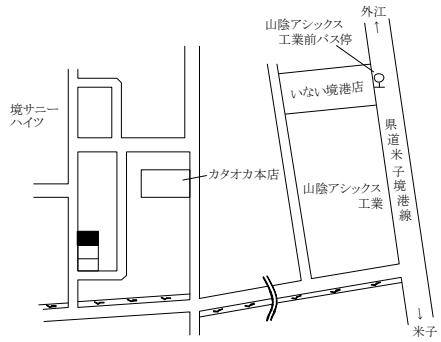 外江
↑
山陰アシックス
工業前バス停
いない境港店
境サニー
ハイツ
県道米子境港線
カタオカ本店
山陰アシックス
工業
↓
米子